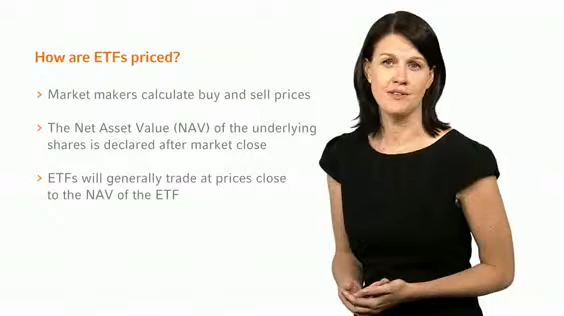 How are ETFs priced?
> Market makers calculate buy and sell prices
> The Net Asset Value (NAV) of the underlying
shares is declared after market close
> ETFs will generally trade at prices close
to the NAV of the ETF